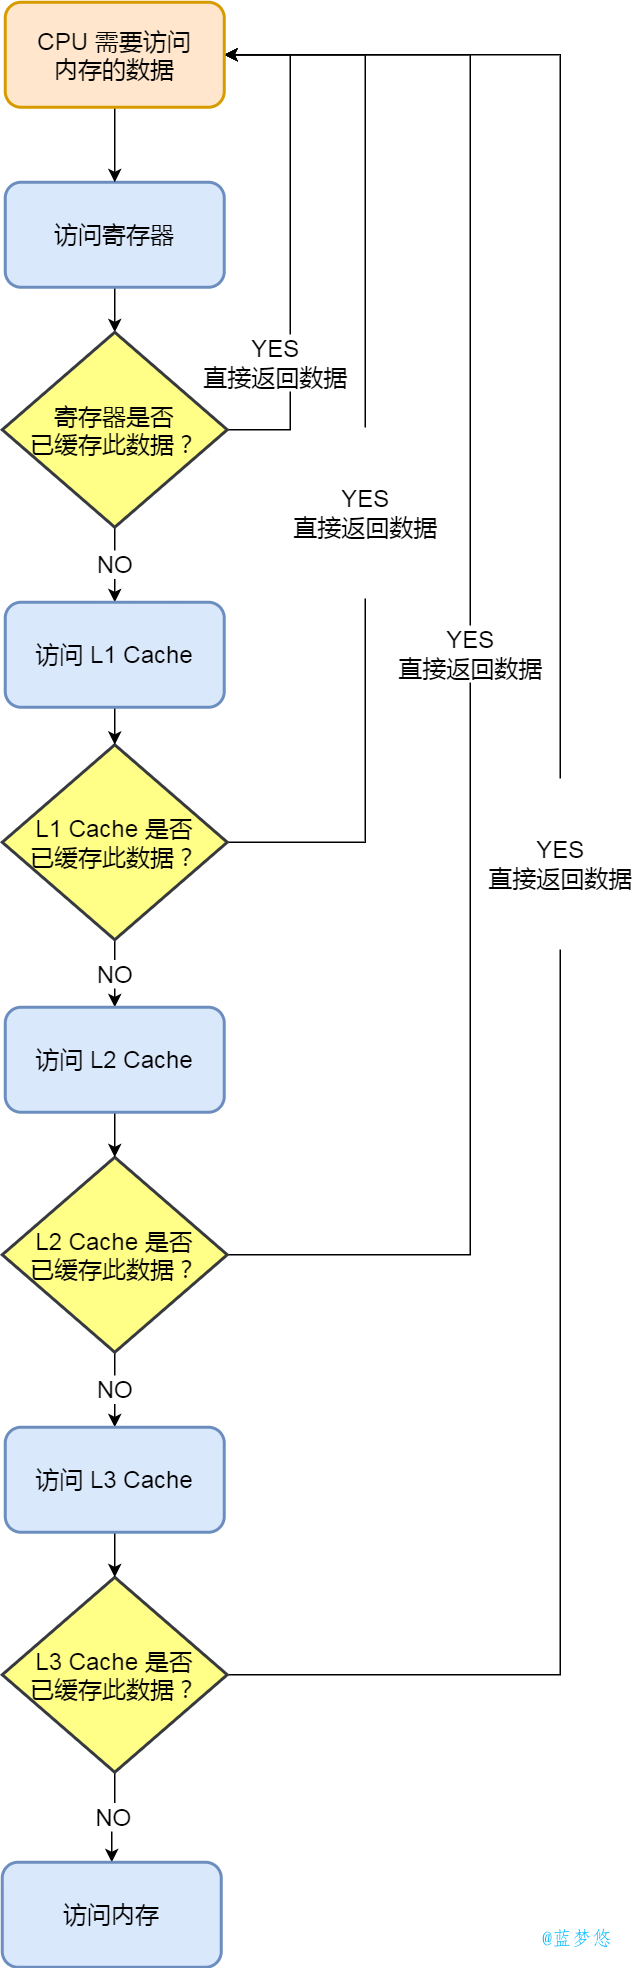 CPU 需要访问
内存的数据
访问寄存器
YES
直接返回数据
寄存器是否
已缓存此数据？
YES
直接返回数据
NO
访问 L1 Cache
YES
直接返回数据
L1 Cache 是否
已缓存此数据？
YES
直接返回数据
NO
访问 L2 Cache
L2 Cache 是否
已缓存此数据？
NO
访问 L3 Cache
L3 Cache 是否
已缓存此数据？
NO
访问内存
@蓝梦悠